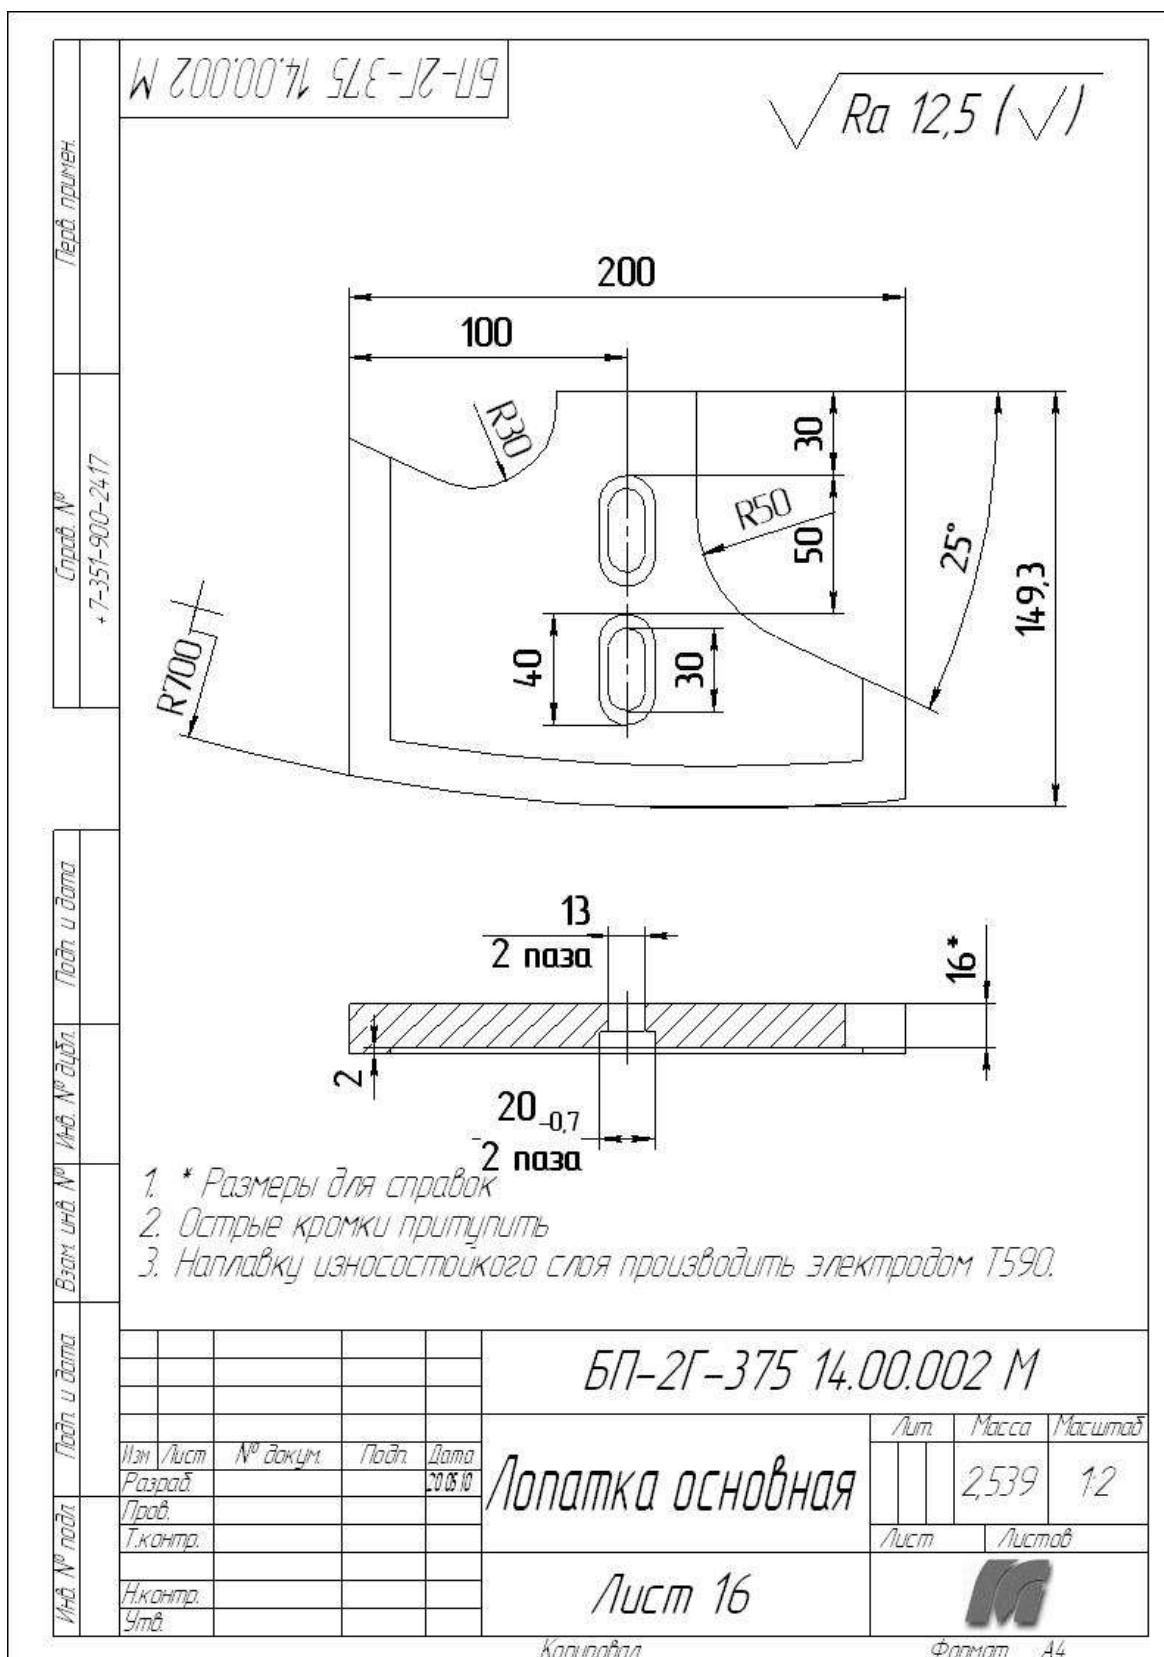 БП-2Г-375 14.00.002 М
Ra 12,5 (√)
Перв. примен.
Справ. №
+7-351-900-2417
Подп. и дата
Инв. № дубл.
Взам. инв. №
Подп. и дата
Инв. № подл.
200
100
R30
30
R50
50
25°
149,3
R700
40
30
13
2 паза
16*
2
20-0,7
2 паза
1. * Размеры для справок
2. Острые кромки притупить
3. Наплавку износостойкого слоя производить электродом Т590.
БП-2Г-375 14.00.002 М
Изм Лист № докум. Подп. Дата
Разраб. 20.05.10
Пров.
Т.контр.
Н.контр.
Утв.
Лопатка основная
Лит. Масса Масштаб
2,539 1:2
Лист Листов
Лист 16
Копировал Формат А4